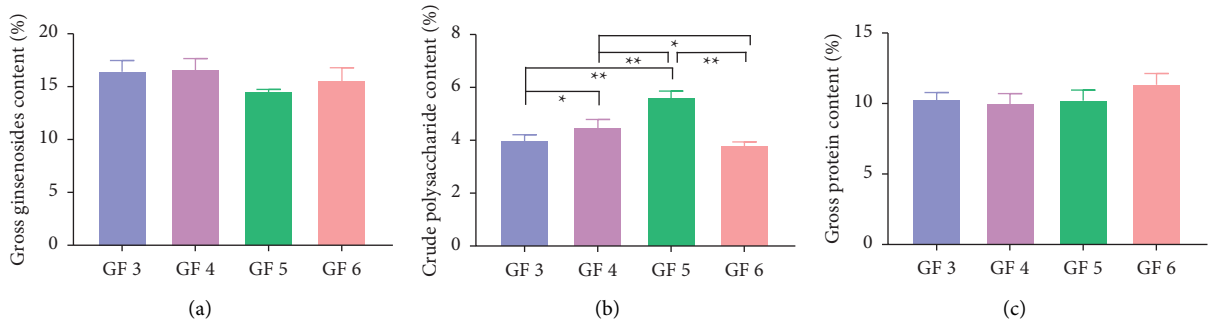 Gross ginsenosides content (%)
20
15
10
5
0
GF 3 GF 4 GF 5 GF 6
(a)
Crude polysaccharide content (%)
8
6
4
2
0
*
** **
**
*
GF 3 GF 4 GF 5 GF 6
(b)
Gross protein content (%)
15
10
5
0
GF 3 GF 4 GF 5 GF 6
(c)